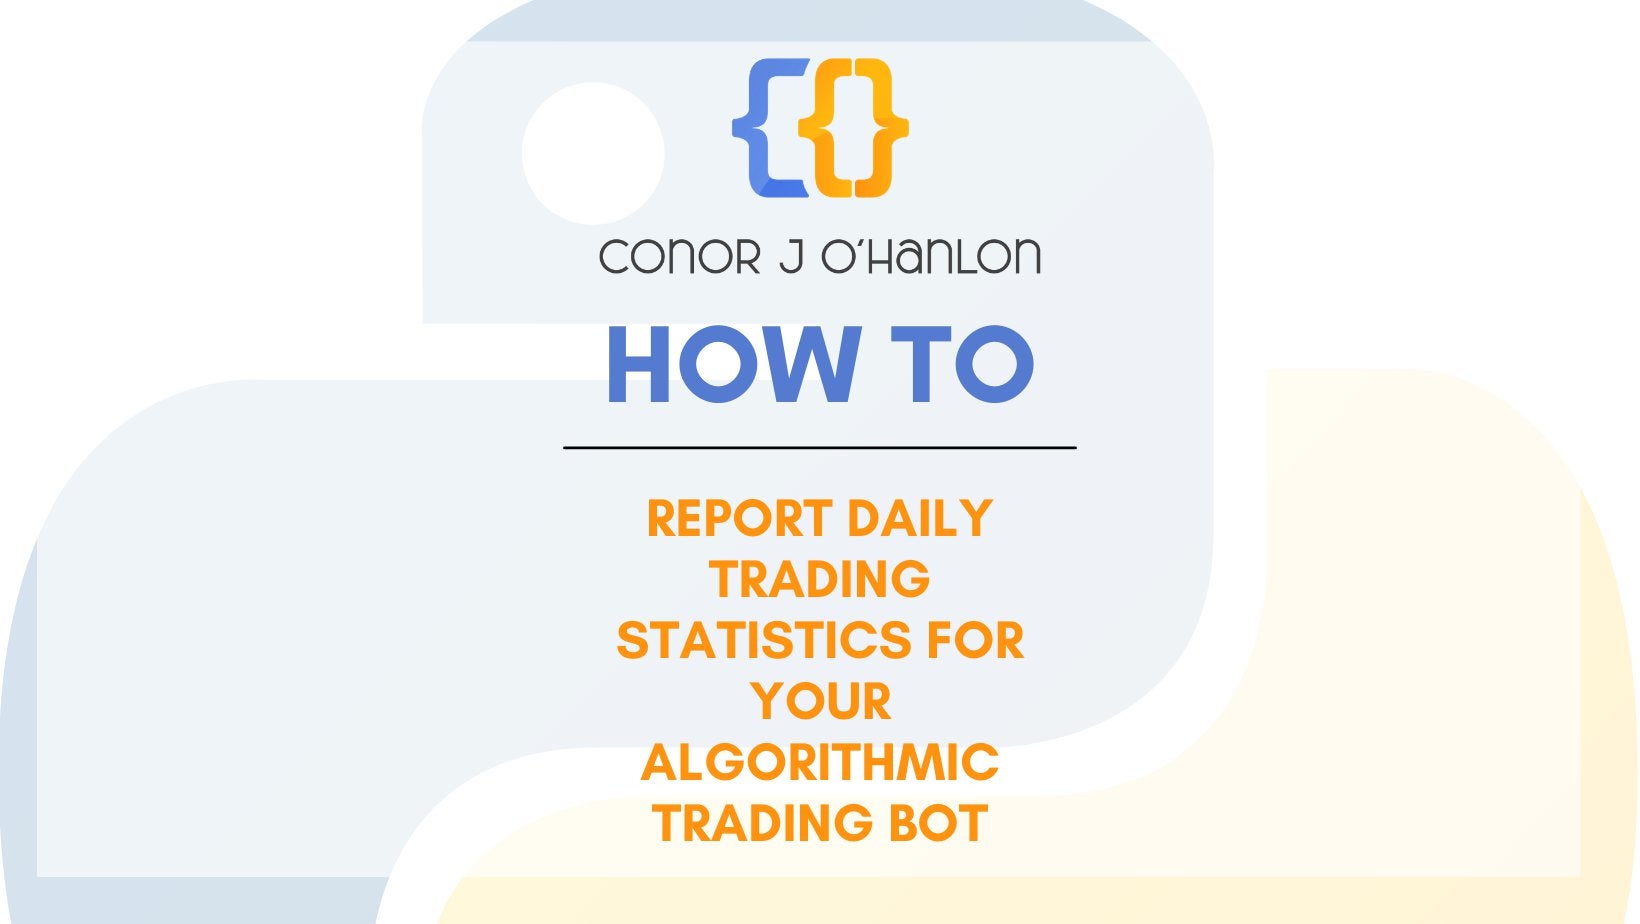 CONOR J O'HANLON
HOW TO
REPORT DAILY
TRADING
STATISTICS FOR
YOUR
ALGORITHMIC
TRADING BOT